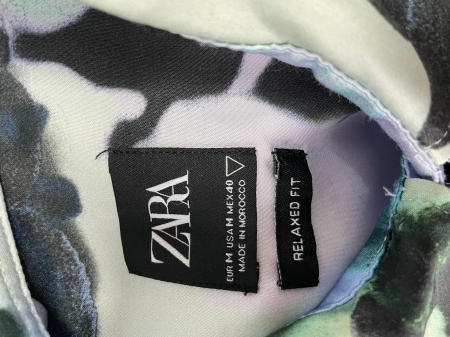 ZARA
EUR M USA M MEX 40
MADE IN MOROCCO
RELAXED FIT